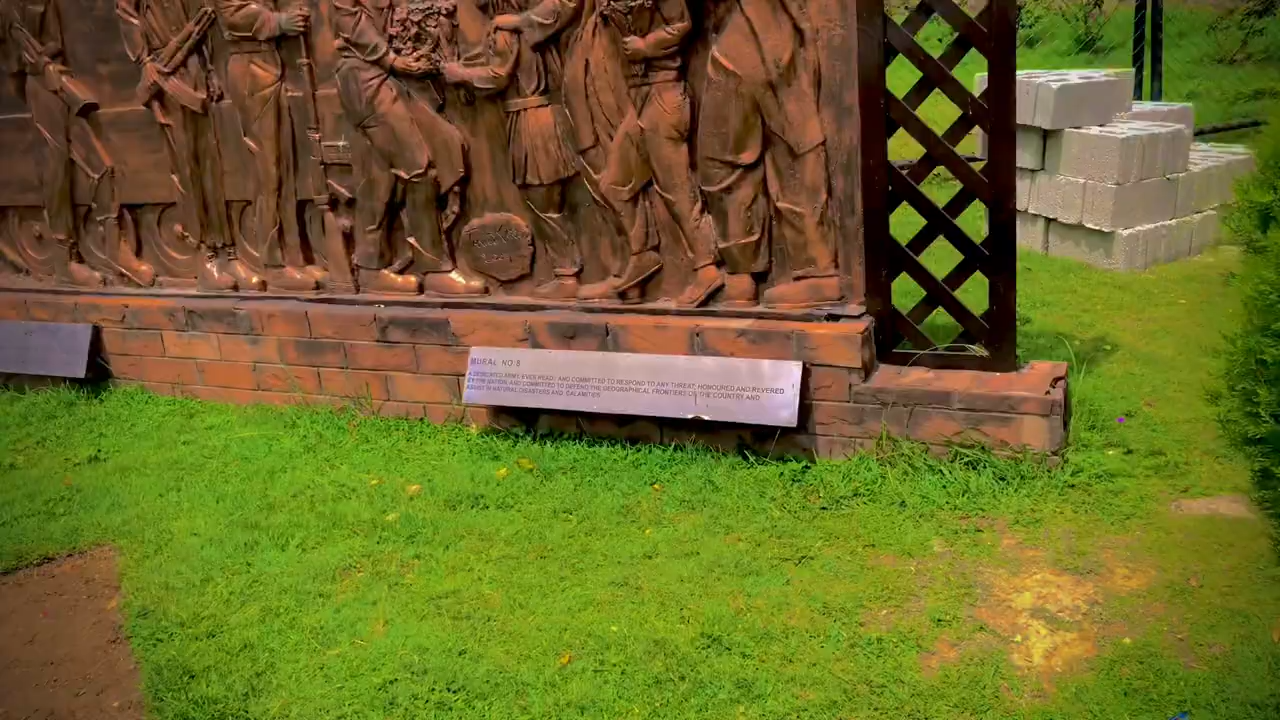 MURAL NO 8
A DEDICATED ARMY EVER READY AND COMMITTED TO RESPOND TO ANY THREAT; HONOURED AND REVERED
BY THE NATION AND COMMITTED TO DEFEND THE GEOGRAPHICAL FRONTIERS OF THE COUNTRY AND
ASSIST IN NATURAL DISASTERS AND CALAMITIES